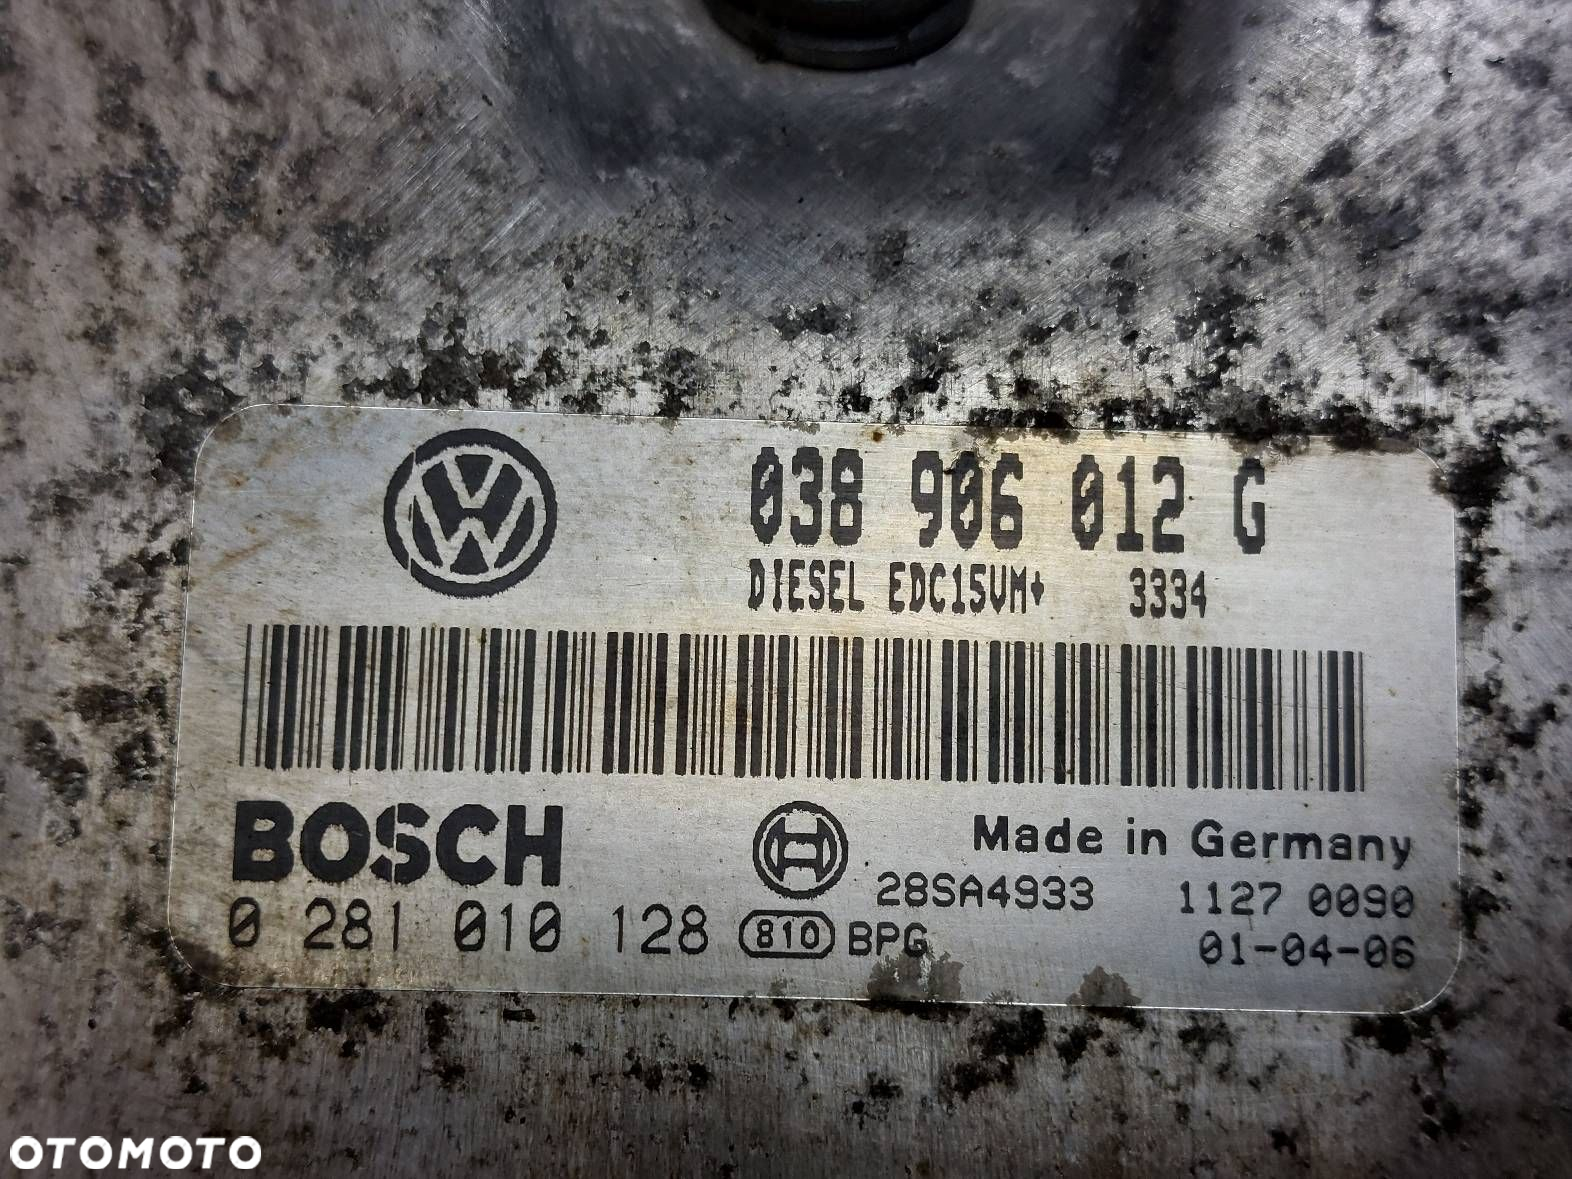 038 906 012 G
DIESEL EDC15VM+ 3334
BOSCH
Made in Germany
28SA4933 1127 0090
0 281 010 128 810 BPG 01-04-06
OTOMOTO